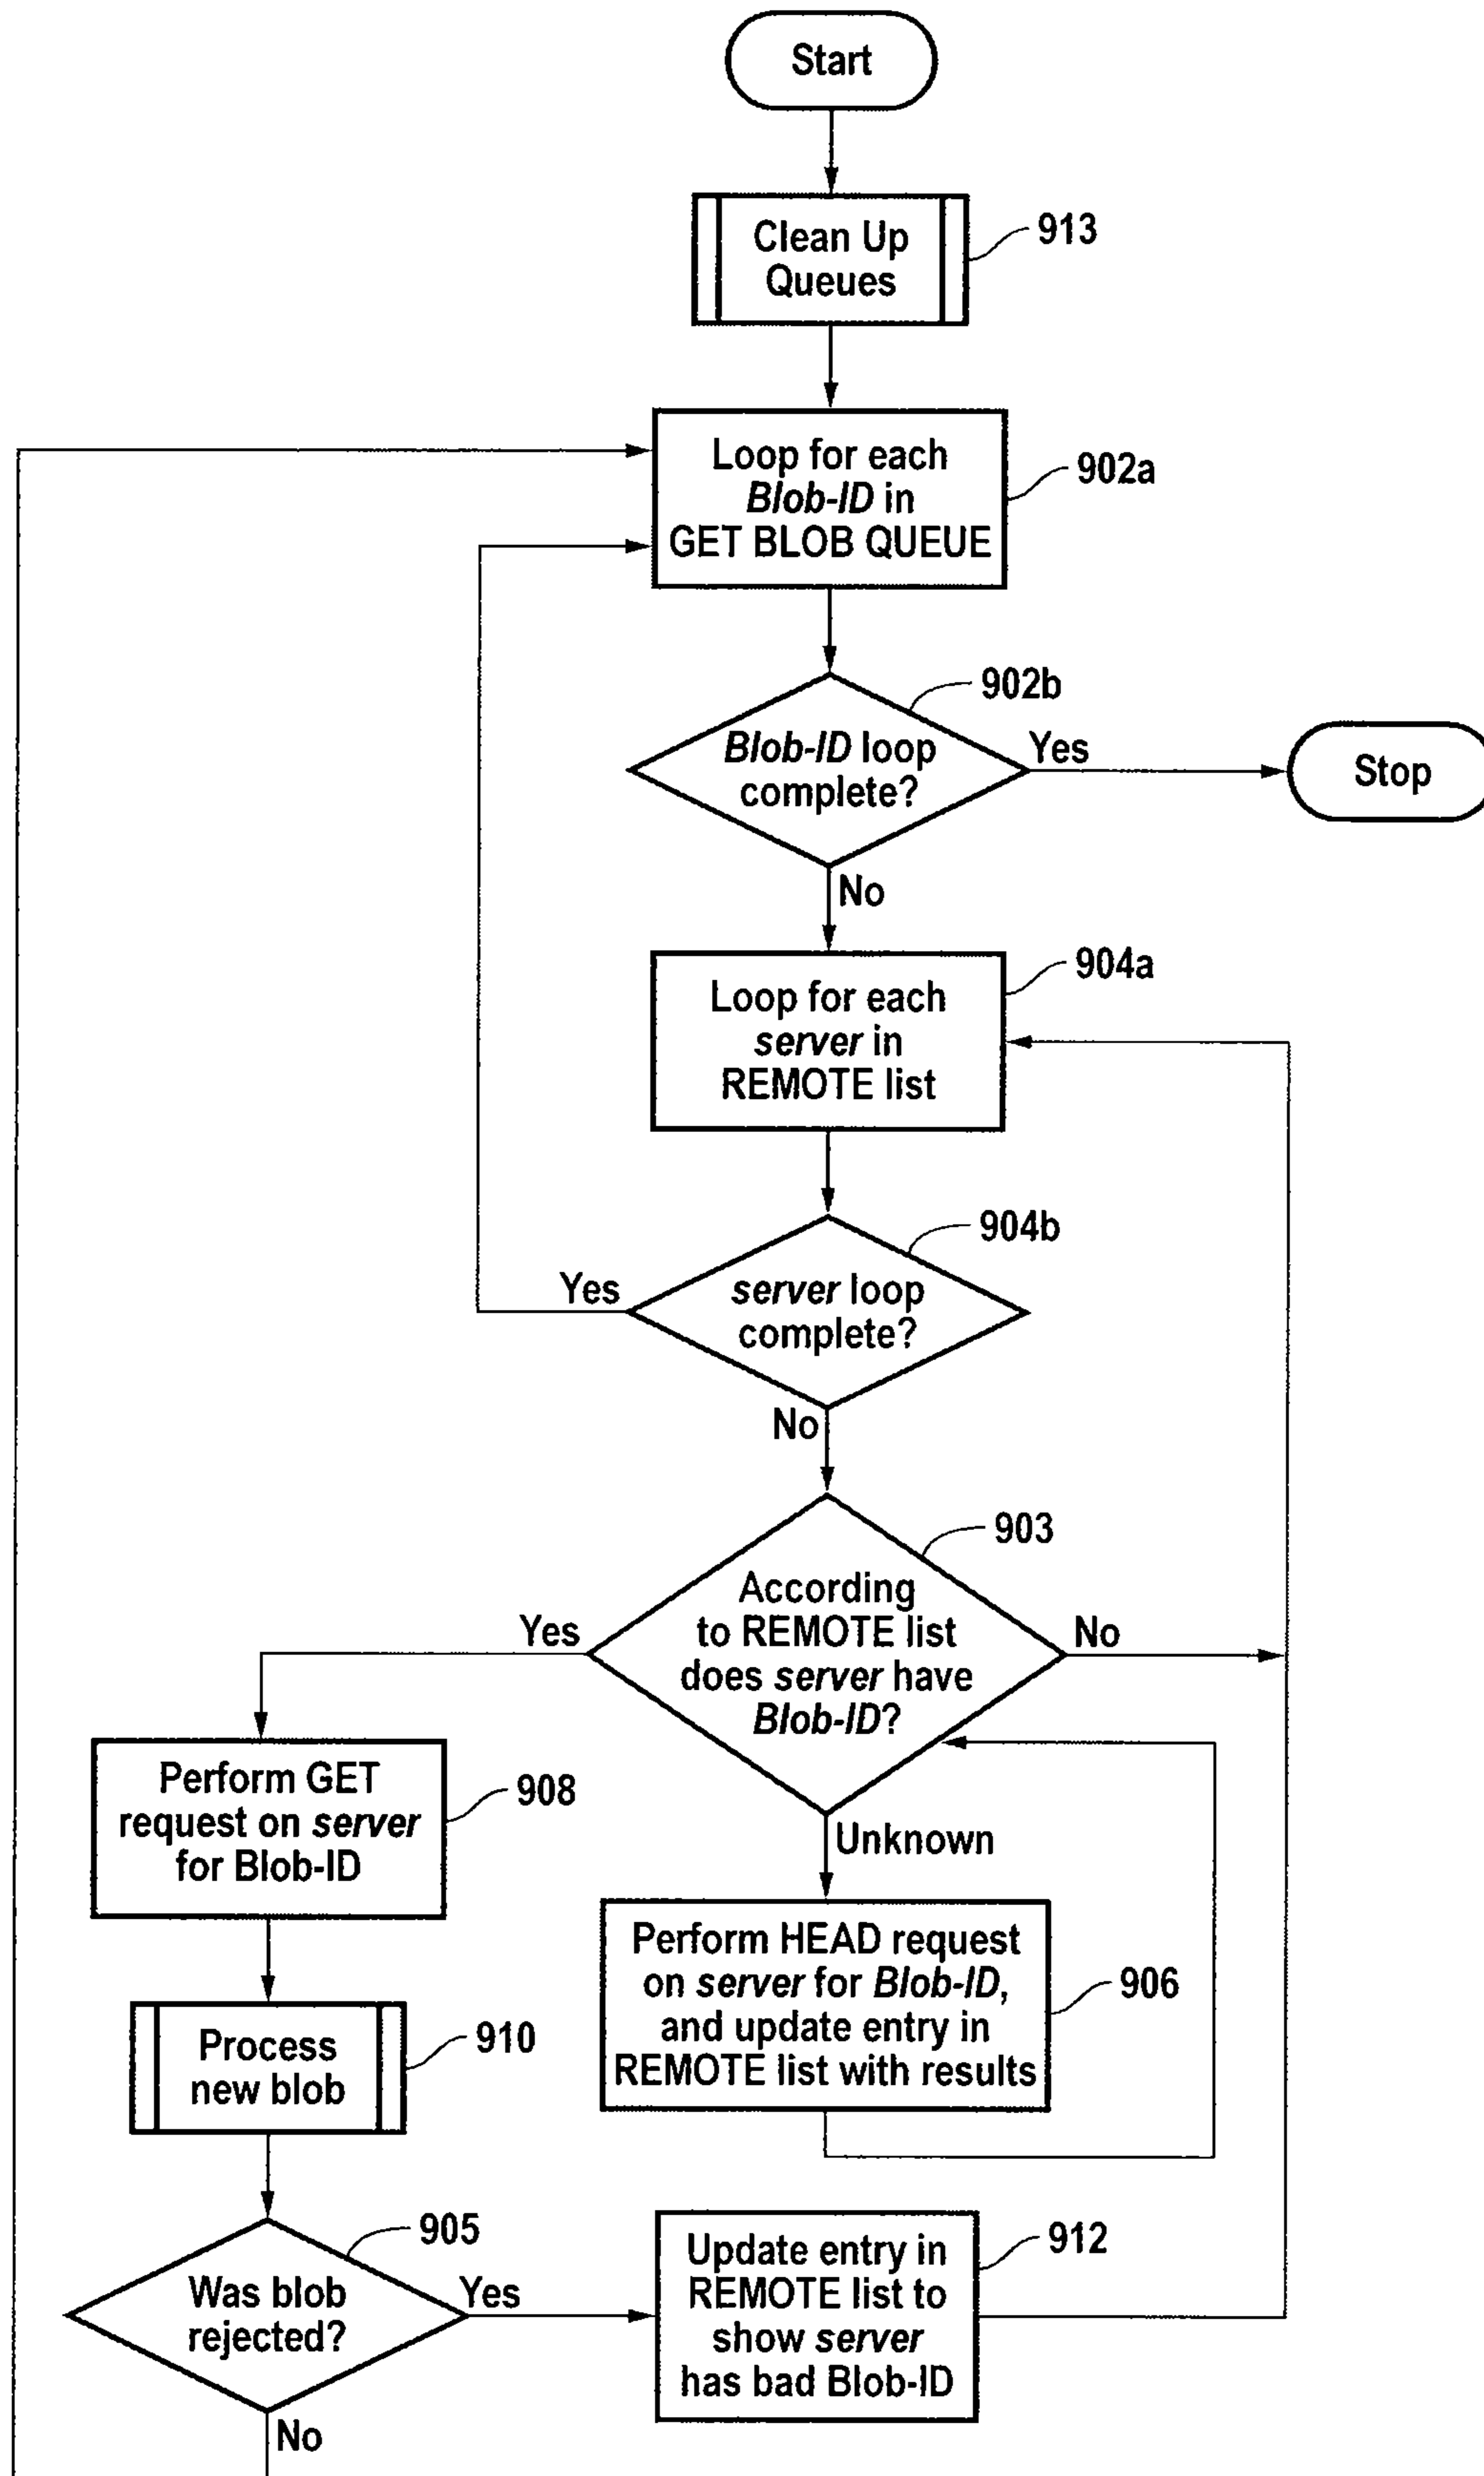 Start
Clean Up
Queues
913
Loop for each
Blob-ID in
GET BLOB QUEUE
902a
902b
Blob-ID loop
complete?
Yes
Stop
No
904a
Loop for each
server in
REMOTE list
904b
Yes
server loop
complete?
No
903
According
to REMOTE list
does server have
Blob-ID?
Yes
No
Unknown
Perform GET
request on server
for Blob-ID
908
Perform HEAD request
on server for Blob-ID,
and update entry in
REMOTE list with results
906
Process
new blob
910
905
Was blob
rejected?
Yes
Update entry in
REMOTE list to
show server
has bad Blob-ID
912
No